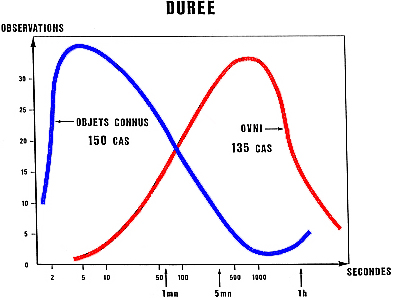 DUREE
OBSERVATIONS
30
25
20
15
10
5
0
OBJETS CONNUS
150 CAS
OVNI
135 CAS
2 5 10 50 100 500 1000 SECONDES
1mn 5mn 1h